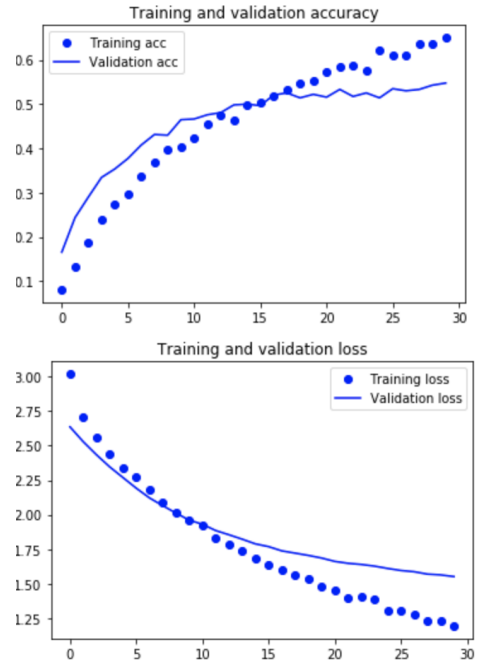 Training and validation accuracy
Training acc
Validation acc
0.6
0.5
0.4
0.3
0.2
0.1
0 5 10 15 20 25 30
Training and validation loss
Training loss
Validation loss
3.00
2.75
2.50
2.25
2.00
1.75
1.50
1.25
0 5 10 15 20 25 30